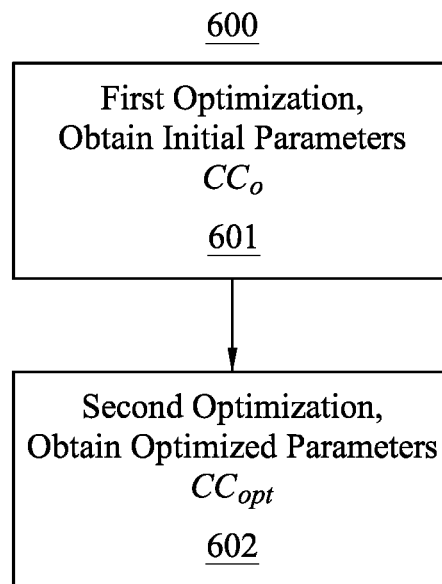 600
First Optimization,
Obtain Initial Parameters
CCo
601
Second Optimization,
Obtain Optimized Parameters
CCopt
602